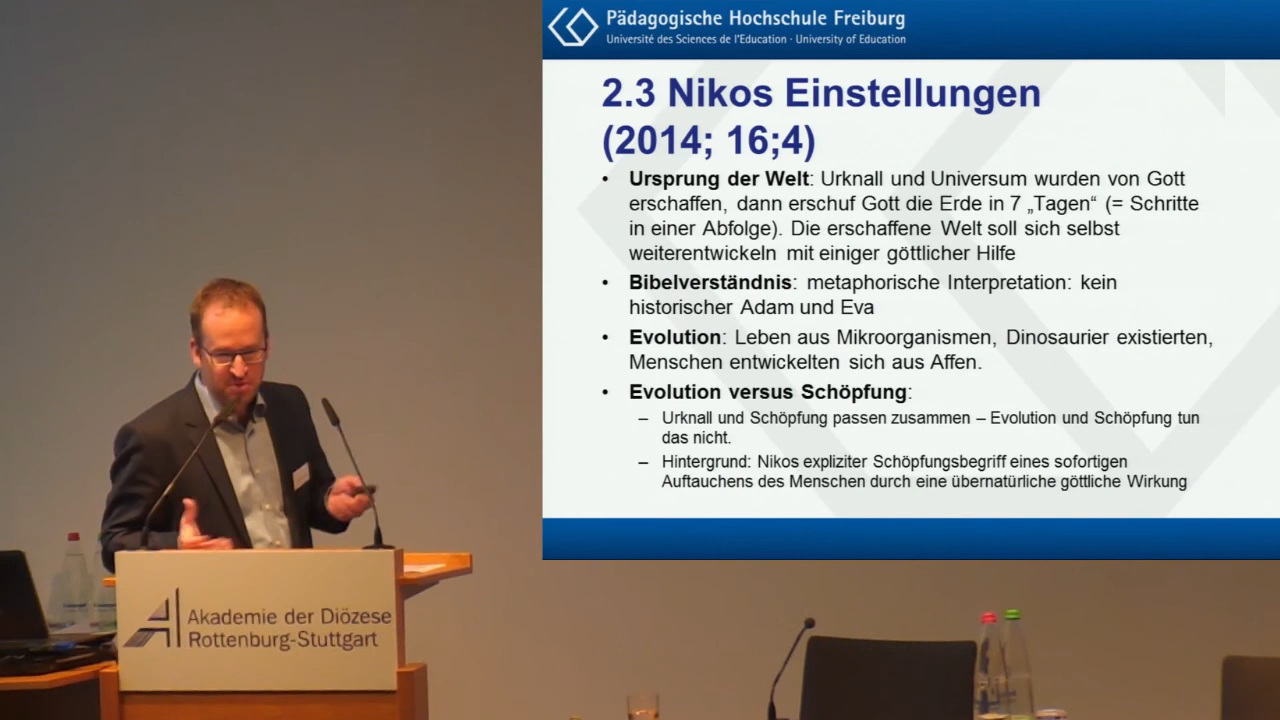 Pädagogische Hochschule Freiburg
Université des Sciences de l'Education · University of Education
2.3 Nikos Einstellungen
(2014; 16;4)
• Ursprung der Welt: Urknall und Universum wurden von Gott
erschaffen, dann erschuf Gott die Erde in 7 „Tagen“ (= Schritte
in einer Abfolge). Die erschaffene Welt soll sich selbst
weiterentwickeln mit einiger göttlicher Hilfe
• Bibelverständnis: metaphorische Interpretation: kein
historischer Adam und Eva
• Evolution: Leben aus Mikroorganismen, Dinosaurier existierten,
Menschen entwickelten sich aus Affen.
• Evolution versus Schöpfung:
– Urknall und Schöpfung passen zusammen – Evolution und Schöpfung tun
das nicht.
– Hintergrund: Nikos expliziter Schöpfungsbegriff eines sofortigen
Auftauchens des Menschen durch eine übernatürliche göttliche Wirkung
Akademie der Diözese
Rottenburg-Stuttgart